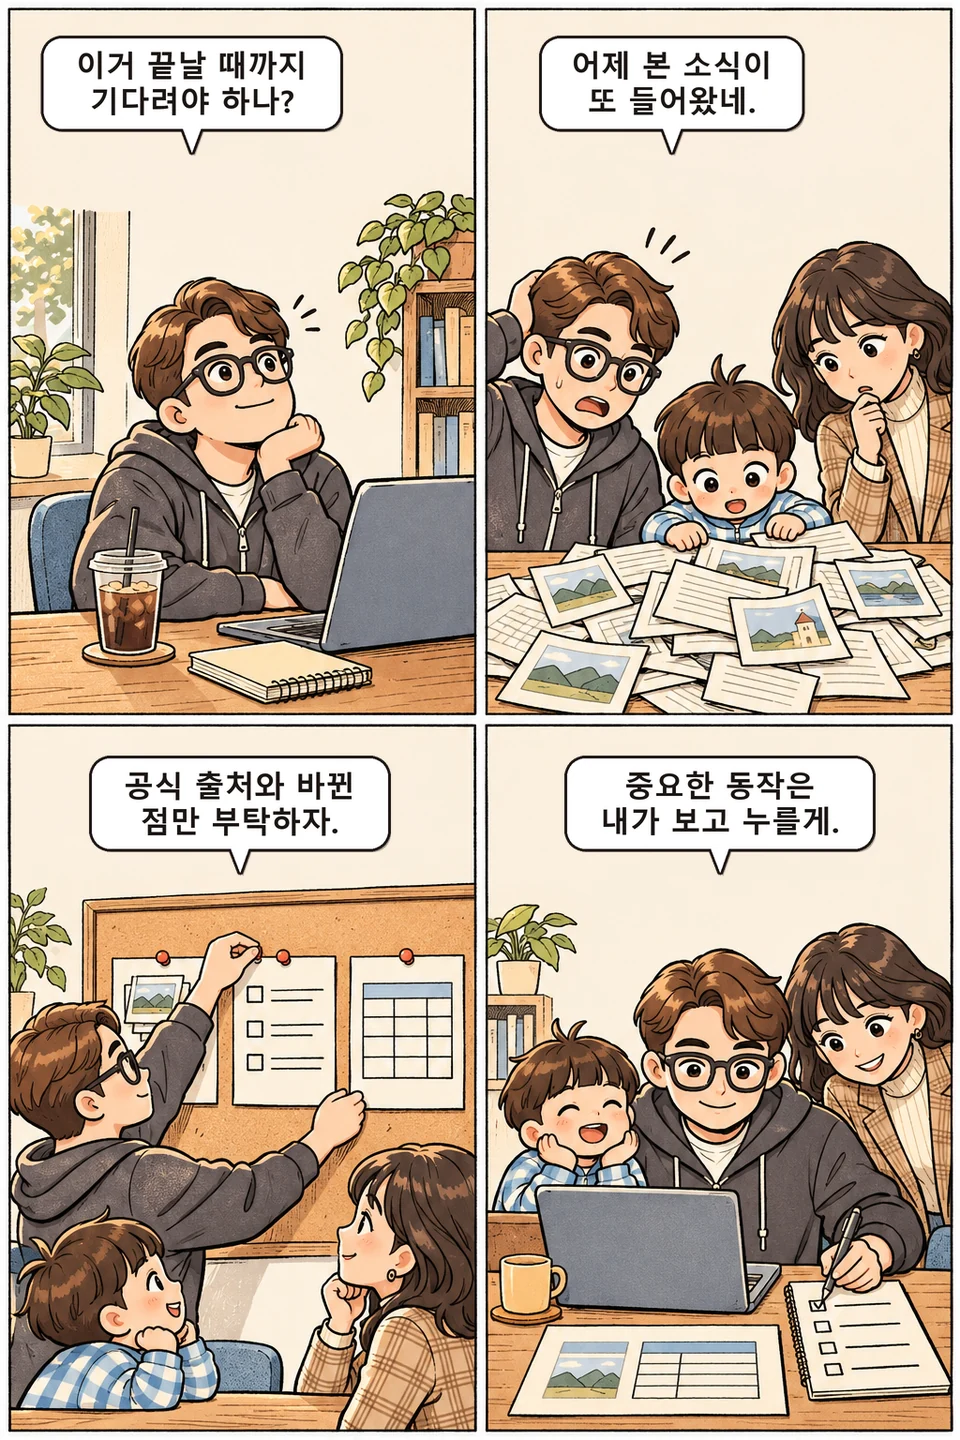 이거 끝날 때까지
기다려야 하나?
어제 본 소식이
또 들어왔네.
공식 출처와 바뀐
점만 부탁하자.
중요한 동작은
내가 보고 누를게.